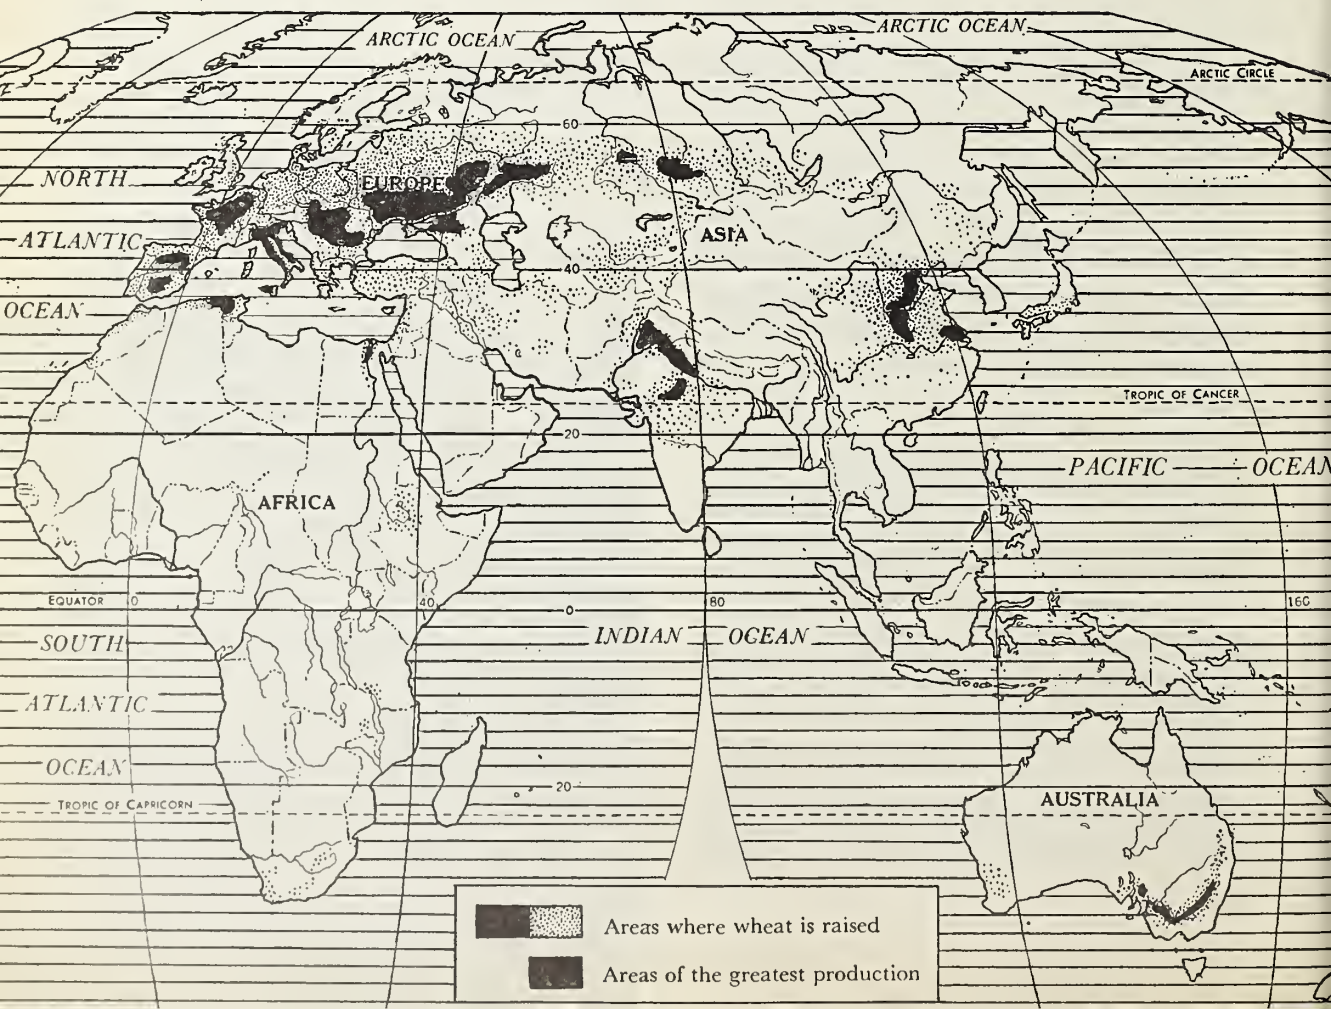 ARCTIC OCEAN
ARCTIC OCEAN
ARCTIC CIRCLE
60
NORTH
EUROPE
ATLANTIC
ASIA
40
OCEAN
TROPIC OF CANCER
20
PACIFIC OCEAN
AFRICA
EQUATOR 0 40 0 80 160
SOUTH
INDIAN OCEAN
ATLANTIC
OCEAN
20
TROPIC OF CAPRICORN
AUSTRALIA
Areas where wheat is raised
Areas of the greatest production